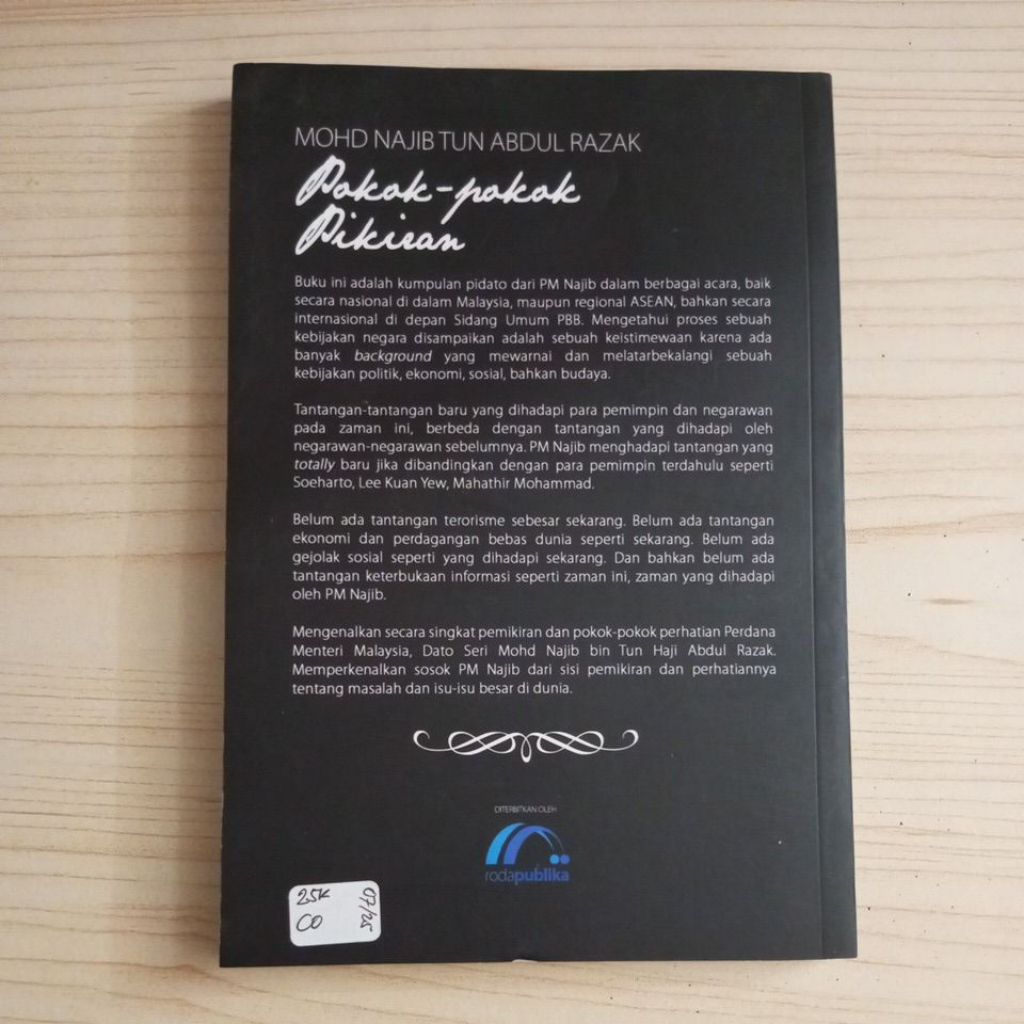 MOHD NAJIB TUN ABDUL RAZAK
Pokok-pokok
Pikiran
Buku ini adalah kumpulan pidato dari PM Najib dalam berbagai acara, baik
secara nasional di dalam Malaysia, maupun regional ASEAN, bahkan secara
internasional di depan Sidang Umum PBB. Mengetahui proses sebuah
kebijakan negara disampaikan adalah sebuah keistimewaan karena ada
banyak background yang mewarnai dan melatarbekalangi sebuah
kebijakan politik, ekonomi, sosial, bahkan budaya.
Tantangan-tantangan baru yang dihadapi para pemimpin dan negarawan
pada zaman ini, berbeda dengan tantangan yang dihadapi oleh
negarawan-negarawan sebelumnya. PM Najib menghadapi tantangan yang
totally baru jika dibandingkan dengan para pemimpin terdahulu seperti
Soeharto, Lee Kuan Yew, Mahathir Mohammad.
Belum ada tantangan terorisme sebesar sekarang. Belum ada tantangan
ekonomi dan perdagangan bebas dunia seperti sekarang. Belum ada
gejolak sosial seperti yang dihadapi sekarang. Dan bahkan belum ada
tantangan keterbukaan informasi seperti zaman ini, zaman yang dihadapi
oleh PM Najib.
Mengenalkan secara singkat pemikiran dan pokok-pokok perhatian Perdana
Menteri Malaysia, Dato Seri Mohd Najib bin Tun Haji Abdul Razak.
Memperkenalkan sosok PM Najib dari sisi pemikiran dan perhatiannya
tentang masalah dan isu-isu besar di dunia.
DITERBITKAN OLEH
rodapublika
25K
CO
07/25